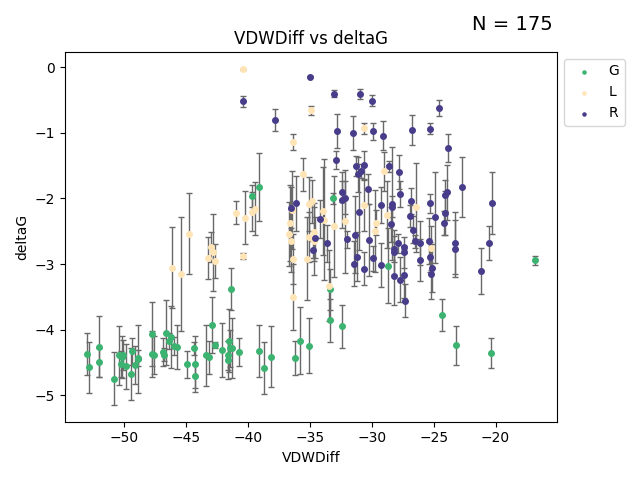 N = 175
VDWDiff vs deltaG
G
L
R
0
−1
−2
−3
−4
−5
deltaG
−50 −45 −40 −35 −30 −25 −20
VDWDiff